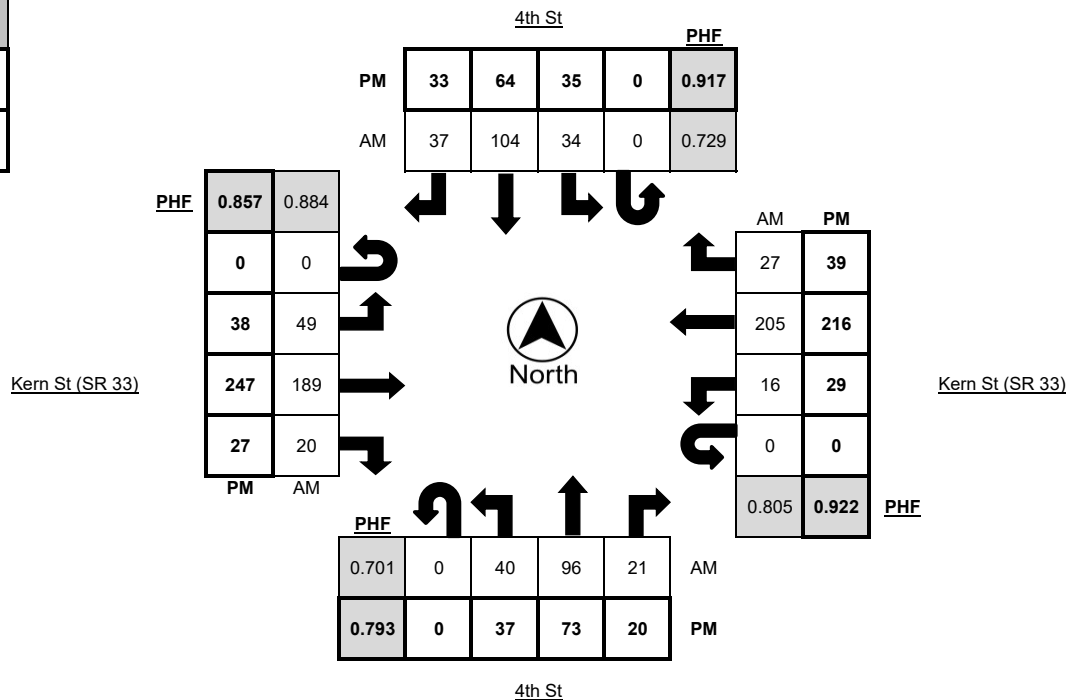 4th St
PHF
PM 33 64 35 0 0.917
AM 37 104 34 0 0.729
PHF 0.857 0.884
AM PM
0 0
27 39
38 49
205 216
North
Kern St (SR 33)
247 189
16 29
Kern St (SR 33)
27 20
0 0
PM AM
0.805 0.922 PHF
PHF
0.701 0 40 96 21 AM
0.793 0 37 73 20 PM
4th St